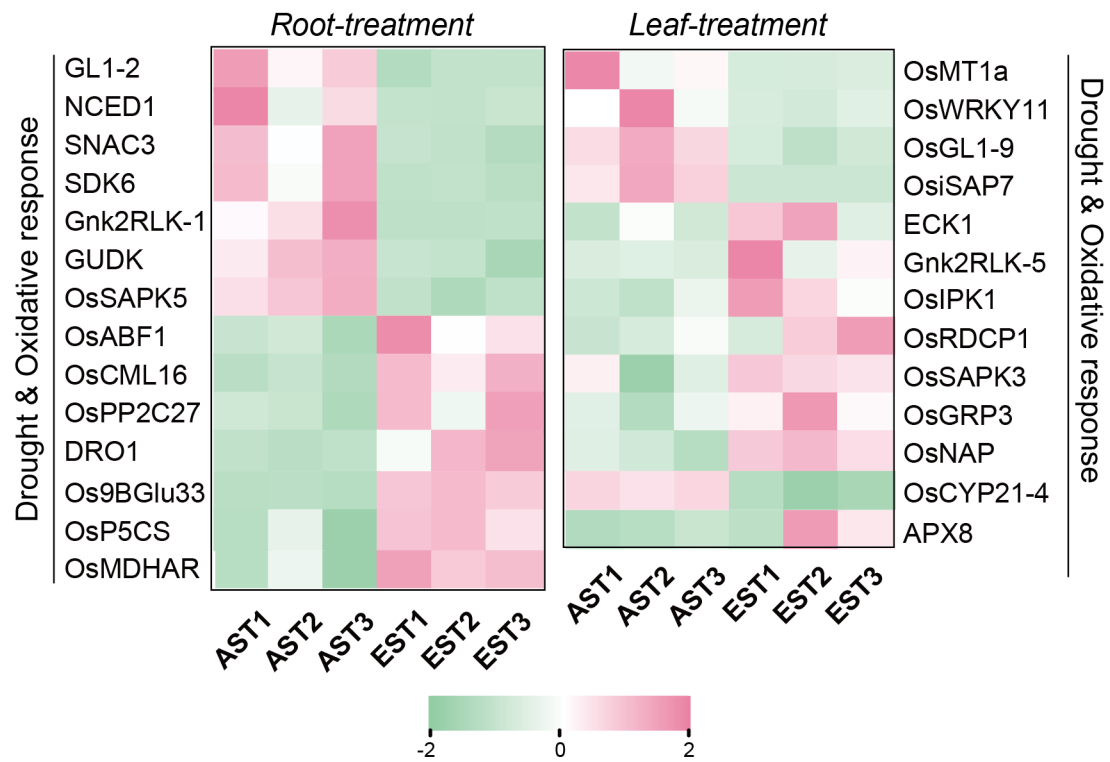 Root-treatment
Leaf-treatment
Drought & Oxidative response
GL1-2
NCED1
SNAC3
SDK6
Gnk2RLK-1
GUDK
OsSAPK5
OsABF1
OsCML16
OsPP2C27
DRO1
Os9BGlu33
OsP5CS
OsMDHAR
OsMT1a
OsWRKY11
OsGL1-9
OsiSAP7
ECK1
Gnk2RLK-5
OsIPK1
OsRDCP1
OsSAPK3
OsGRP3
OsNAP
OsCYP21-4
APX8
Drought & Oxidative response
AST1 AST2 AST3 EST1 EST2 EST3
AST1 AST2 AST3 EST1 EST2 EST3
-2 0 2